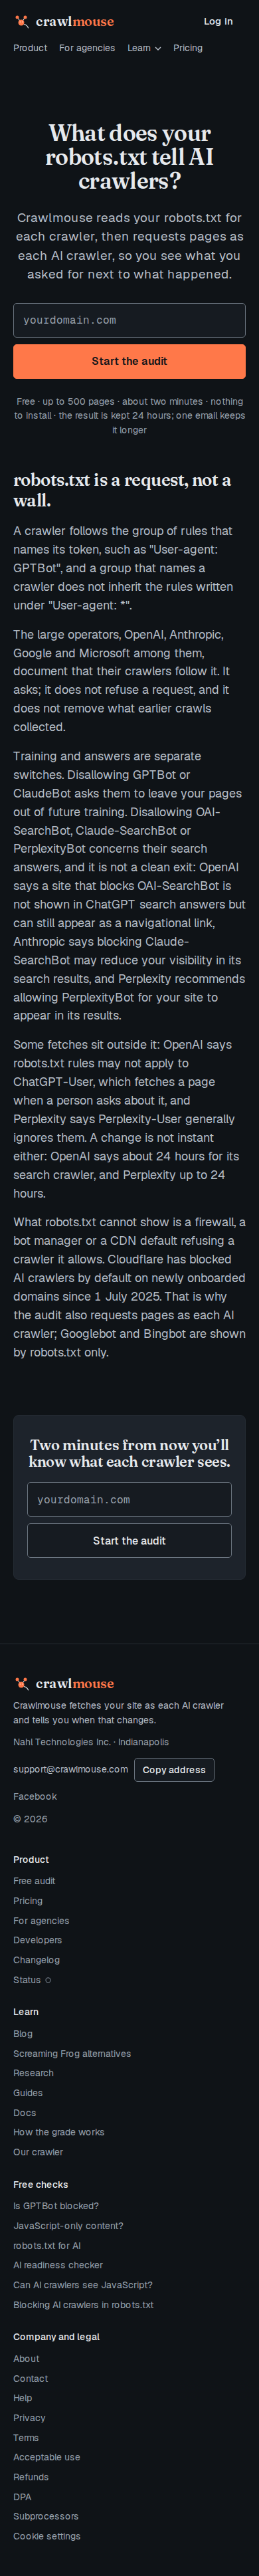 crawlmouse
Log in
Product
For agencies
Learn
Pricing
What does your
robots.txt tell AI
crawlers?
Crawlmouse reads your robots.txt for
each crawler, then requests pages as
each AI crawler, so you see what you
asked for next to what happened.
yourdomain.com
Start the audit
Free · up to 500 pages · about two minutes · nothing
to install · the result is kept 24 hours; one email keeps
it longer
robots.txt is a request, not a
wall.
A crawler follows the group of rules that
names its token, such as "User-agent:
GPTBot", and a group that names a
crawler does not inherit the rules written
under "User-agent: *".
The large operators, OpenAI, Anthropic,
Google and Microsoft among them,
document that their crawlers follow it. It
asks; it does not refuse a request, and it
does not remove what earlier crawls
collected.
Training and answers are separate
switches. Disallowing GPTBot or
ClaudeBot asks them to leave your pages
out of future training. Disallowing OAI-
SearchBot, Claude-SearchBot or
PerplexityBot concerns their search
answers, and it is not a clean exit: OpenAI
says a site that blocks OAI-SearchBot is
not shown in ChatGPT search answers but
can still appear as a navigational link,
Anthropic says blocking Claude-
SearchBot may reduce your visibility in its
search results, and Perplexity recommends
allowing PerplexityBot for your site to
appear in its results.
Some fetches sit outside it: OpenAI says
robots.txt rules may not apply to
ChatGPT-User, which fetches a page
when a person asks about it, and
Perplexity says Perplexity-User generally
ignores them. A change is not instant
either: OpenAI says about 24 hours for its
search crawler, and Perplexity up to 24
hours.
What robots.txt cannot show is a firewall, a
bot manager or a CDN default refusing a
crawler it allows. Cloudflare has blocked
AI crawlers by default on newly onboarded
domains since 1 July 2025. That is why
the audit also requests pages as each AI
crawler; Googlebot and Bingbot are shown
by robots.txt only.
Two minutes from now you'll
know what each crawler sees.
yourdomain.com
Start the audit
crawlmouse
Crawlmouse fetches your site as each AI crawler
and tells you when that changes.
Nahl Technologies Inc. · Indianapolis
support@crawlmouse.com
Copy address
Facebook
© 2026
Product
Free audit
Pricing
For agencies
Developers
Changelog
Status
Learn
Blog
Screaming Frog alternatives
Research
Guides
Docs
How the grade works
Our crawler
Free checks
Is GPTBot blocked?
JavaScript-only content?
robots.txt for AI
AI readiness checker
Can AI crawlers see JavaScript?
Blocking AI crawlers in robots.txt
Company and legal
About
Contact
Help
Privacy
Terms
Acceptable use
Refunds
DPA
Subprocessors
Cookie settings